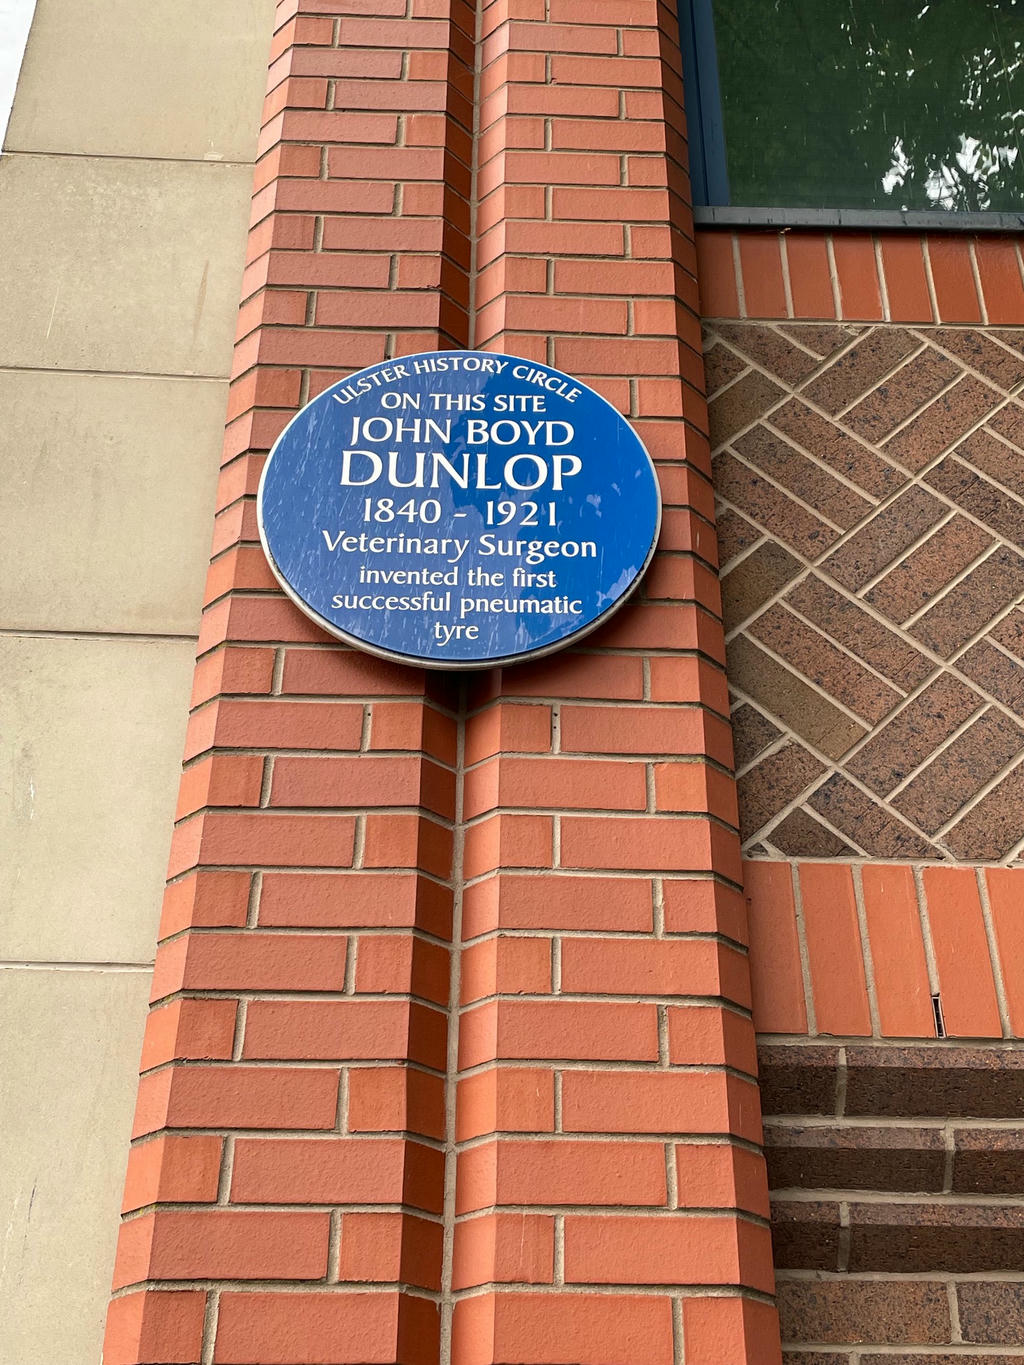 ULSTER HISTORY CIRCLE
ON THIS SITE
JOHN BOYD
DUNLOP
1840 - 1921
Veterinary Surgeon
invented the first
successful pneumatic
tyre